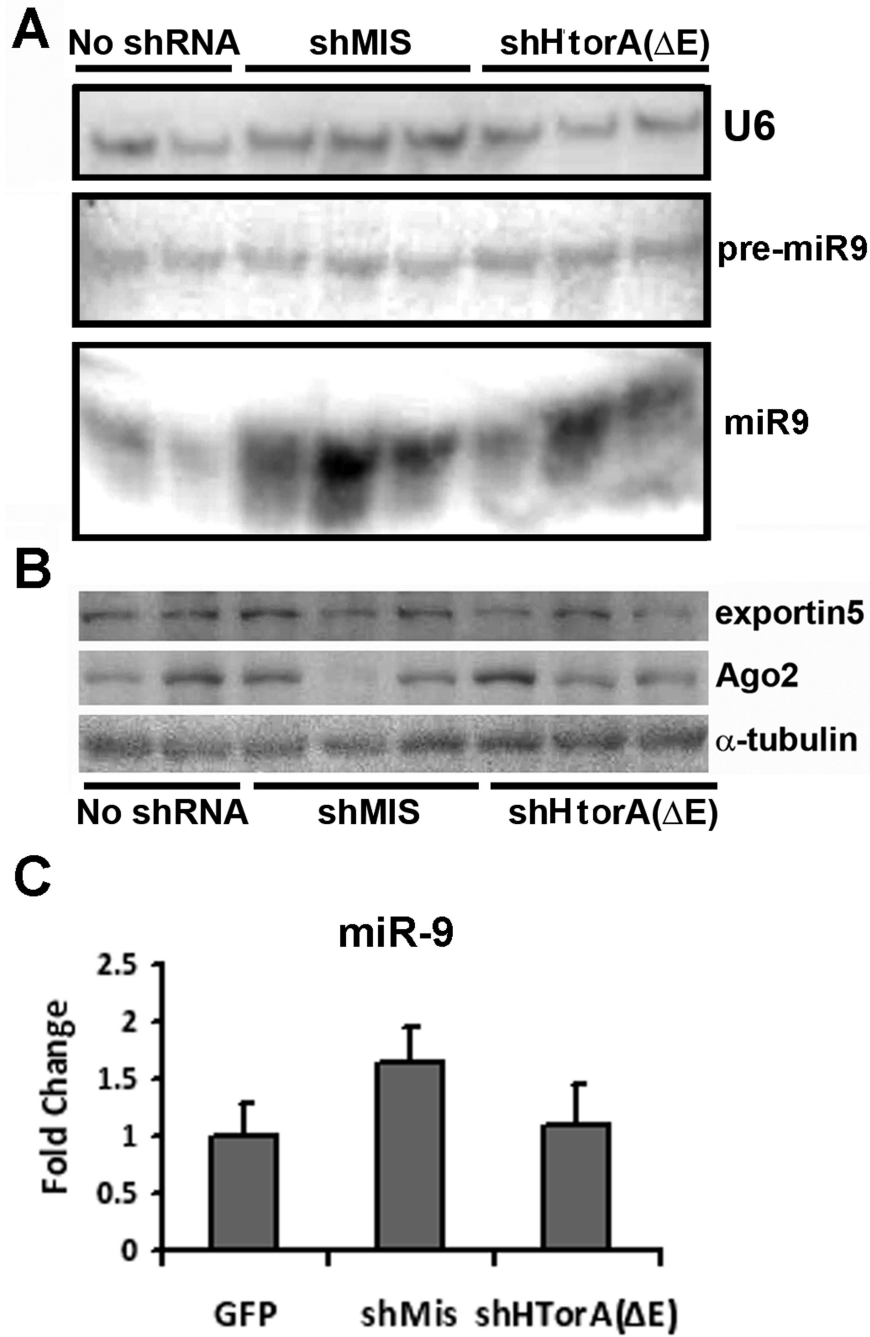 A
No shRNA shMIS shHtorA(ΔE)
U6
pre-miR9
miR9
B
exportin5
Ago2
α-tubulin
No shRNA shMIS shHtorA(ΔE)
C
miR-9
Fold Change
2.5
2
1.5
1
0.5
0
GFP shMis shHTorA(ΔE)